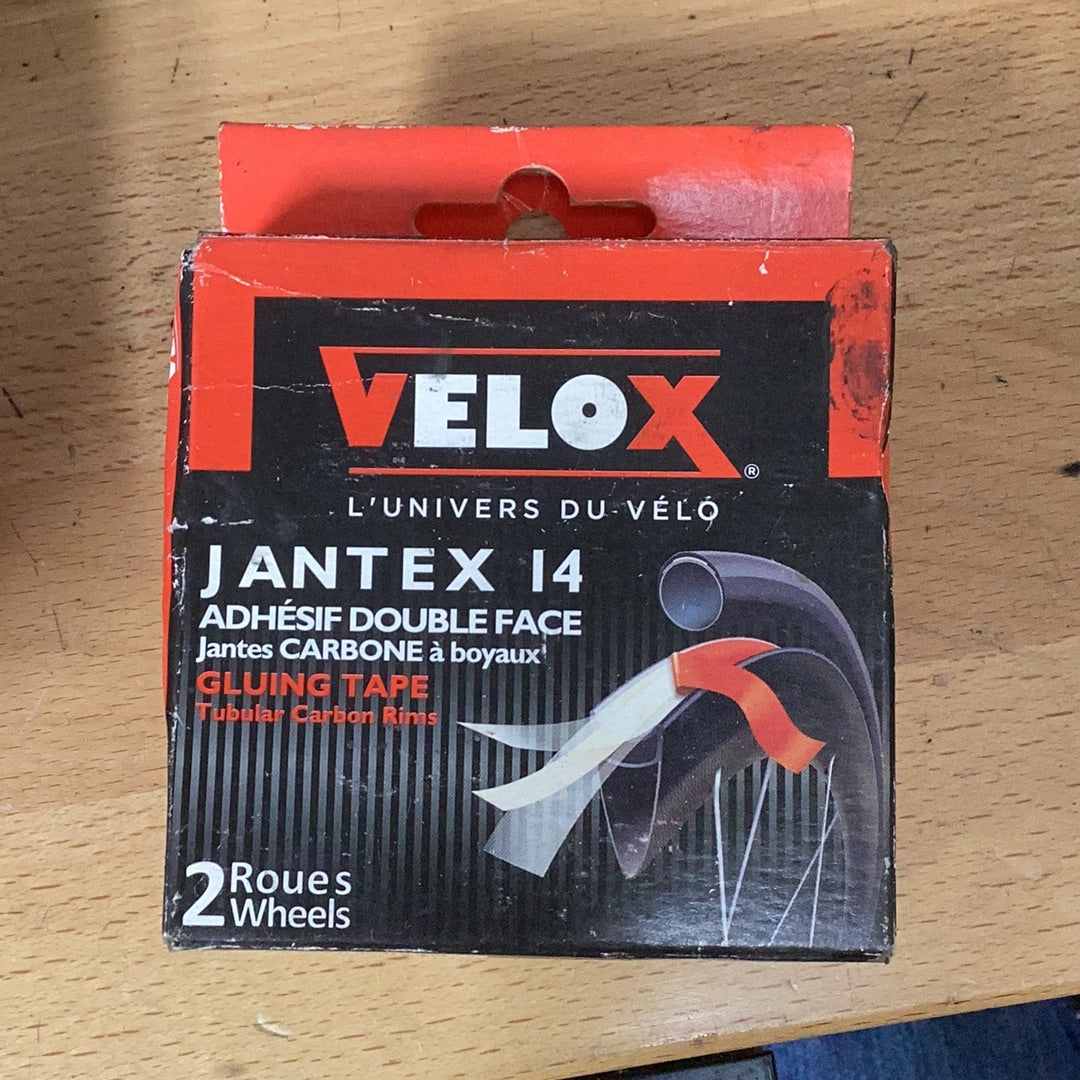 VELOX®
L'UNIVERS DU VÉLO
JANTEX 14
ADHÉSIF DOUBLE FACE
Jantes CARBONE à boyaux
GLUING TAPE
Tubular Carbon Rims
2 Roues
Wheels